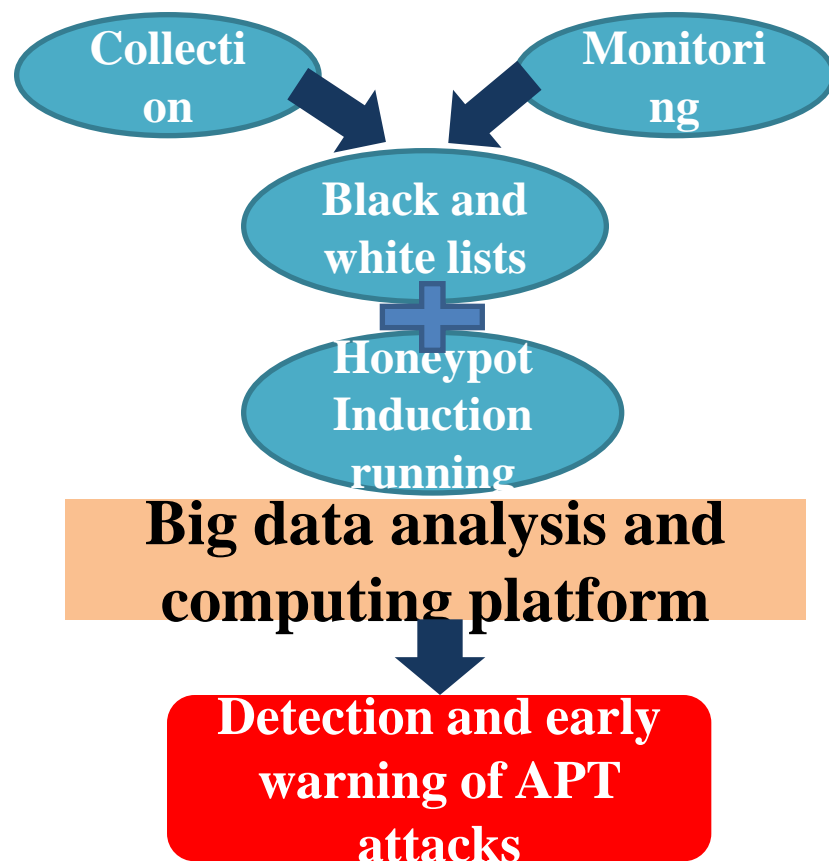 Collecti
on
Monitori
ng
Black and
white lists
Honeypot
Induction
running
Big data analysis and
computing platform
Detection and early
warning of APT
attacks